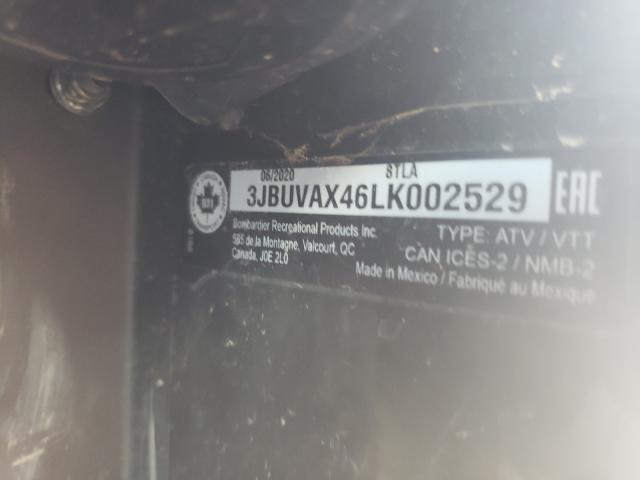 06/2020 8YLA
3JBUVAX46LK002529
EAC
Bombardier Recreational Products Inc.
565 de la Montagne, Valcourt, QC
Canada, J0E 2L0
TYPE: ATV / VTT
CAN ICES-2 / NMB-2
Made in Mexico / Fabriqué au Mexique